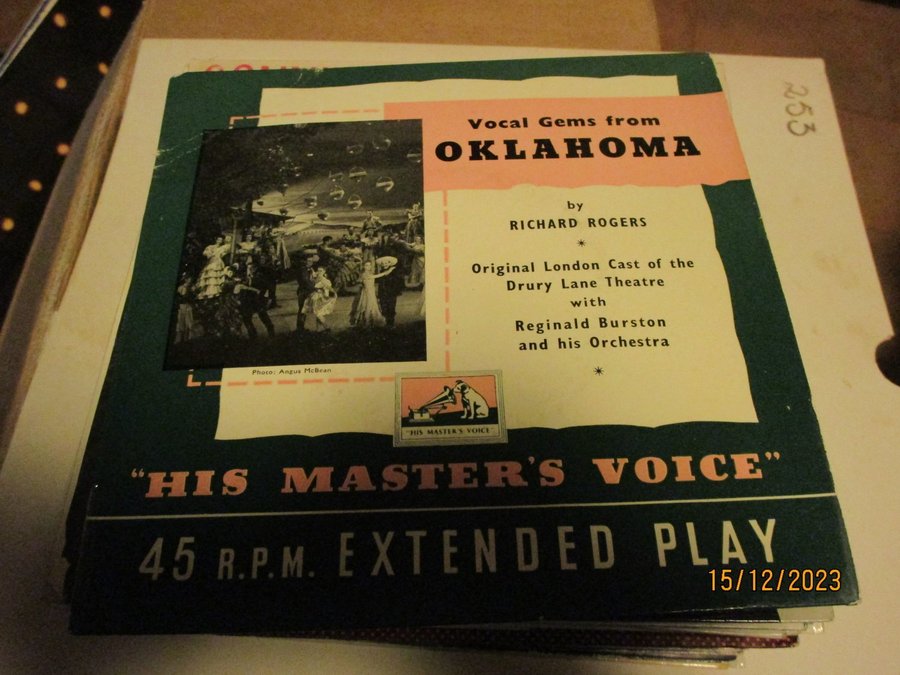 253
Vocal Gems from
OKLAHOMA
by
RICHARD ROGERS
*
Original London Cast of the
Drury Lane Theatre
with
Reginald Burston
and his Orchestra
*
Photo: Angus McBean
"HIS MASTER'S VOICE"
"HIS MASTER'S VOICE"
45 R.P.M. EXTENDED PLAY
15/12/2023